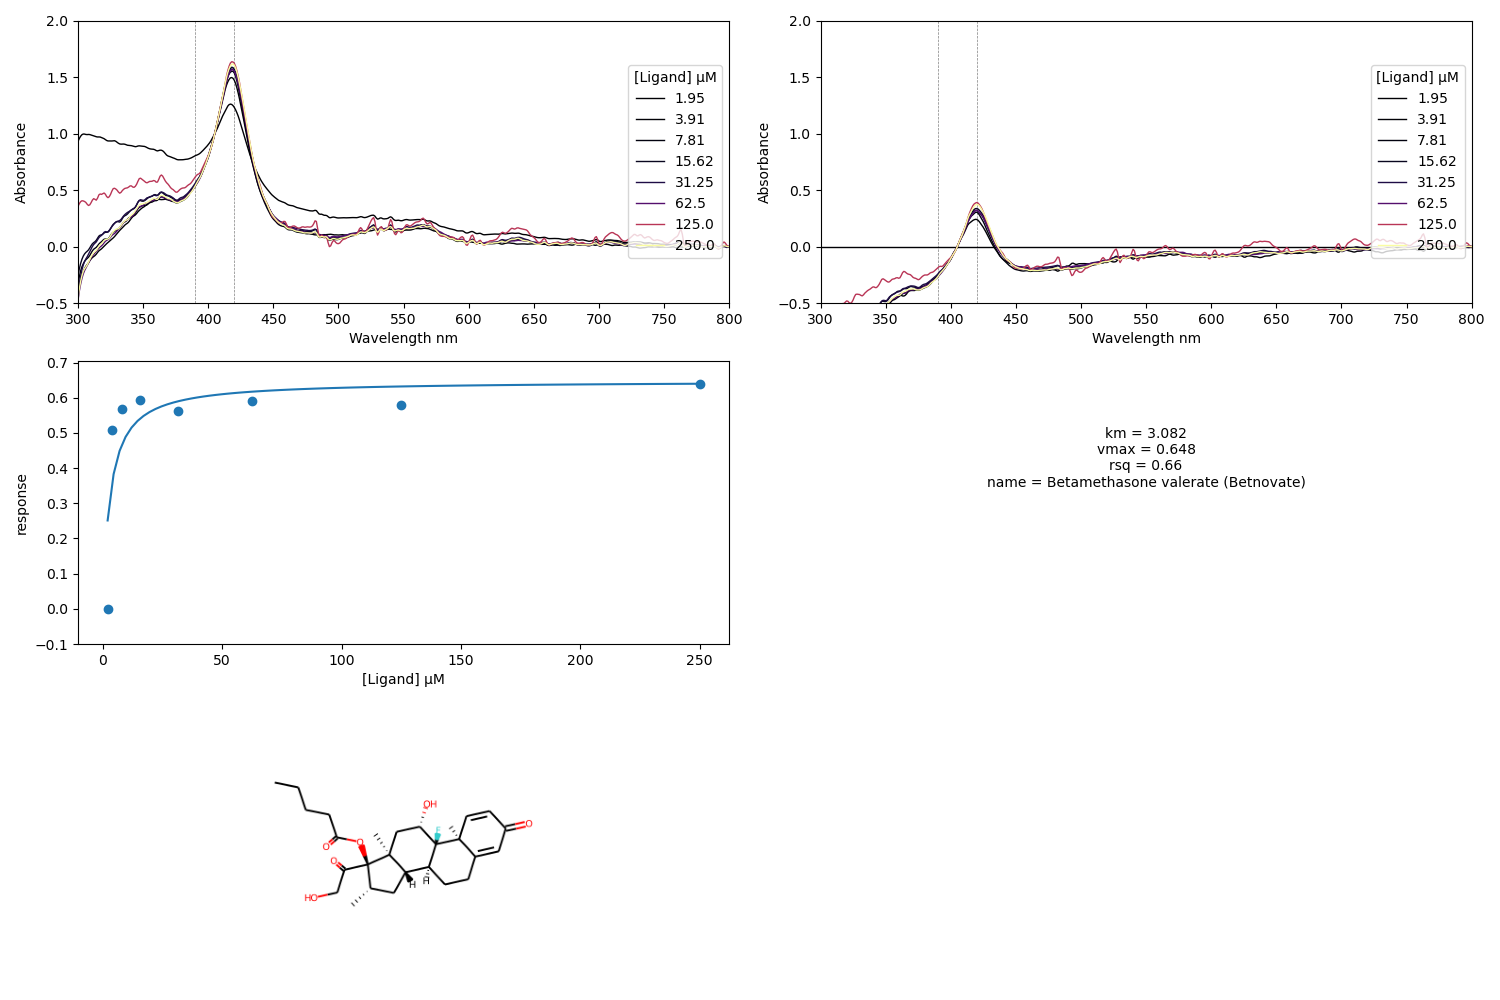 2.0
1.5
1.0
0.5
0.0
−0.5
Absorbance
300 350 400 450 500 550 600 650 700 750 800
Wavelength nm
[Ligand] µM
1.95
3.91
7.81
15.62
31.25
62.5
125.0
250.0
2.0
1.5
1.0
0.5
0.0
−0.5
Absorbance
300 350 400 450 500 550 600 650 700 750 800
Wavelength nm
[Ligand] µM
1.95
3.91
7.81
15.62
31.25
62.5
125.0
250.0
0.7
0.6
0.5
0.4
0.3
0.2
0.1
0.0
−0.1
response
0 50 100 150 200 250
[Ligand] µM
km = 3.082
vmax = 0.648
rsq = 0.66
name = Betamethasone valerate (Betnovate)
OH
F
O
O
O
O
H
H
HO